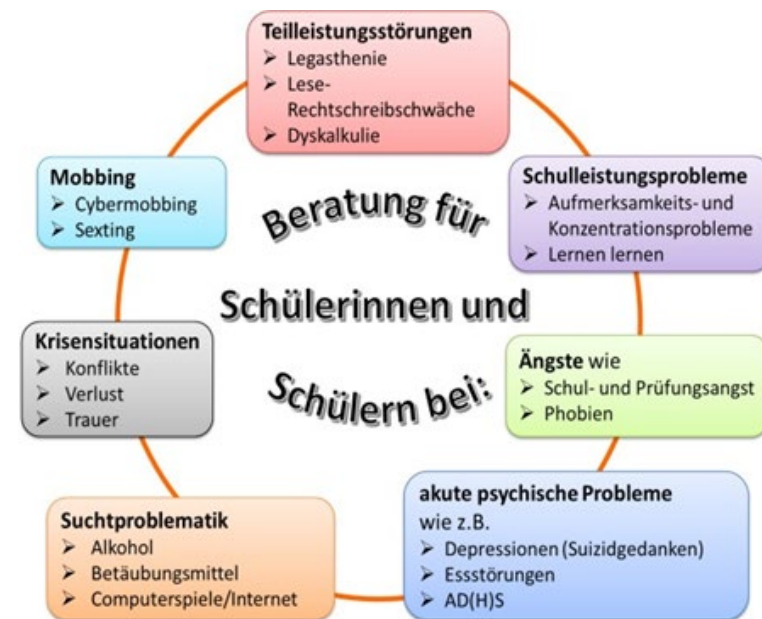 Beratung für
Schülerinnen und
Schülern bei:
Teilleistungsstörungen
➢ Legasthenie
➢ Lese-
Rechtschreibschwäche
➢ Dyskalkulie
Schulleistungsprobleme
➢ Aufmerksamkeits- und
Konzentrationsprobleme
➢ Lernen lernen
Ängste wie
➢ Schul- und Prüfungsangst
➢ Phobien
akute psychische Probleme
wie z.B.
➢ Depressionen (Suizidgedanken)
➢ Essstörungen
➢ AD(H)S
Suchtproblematik
➢ Alkohol
➢ Betäubungsmittel
➢ Computerspiele/Internet
Krisensituationen
➢ Konflikte
➢ Verlust
➢ Trauer
Mobbing
➢ Cybermobbing
➢ Sexting